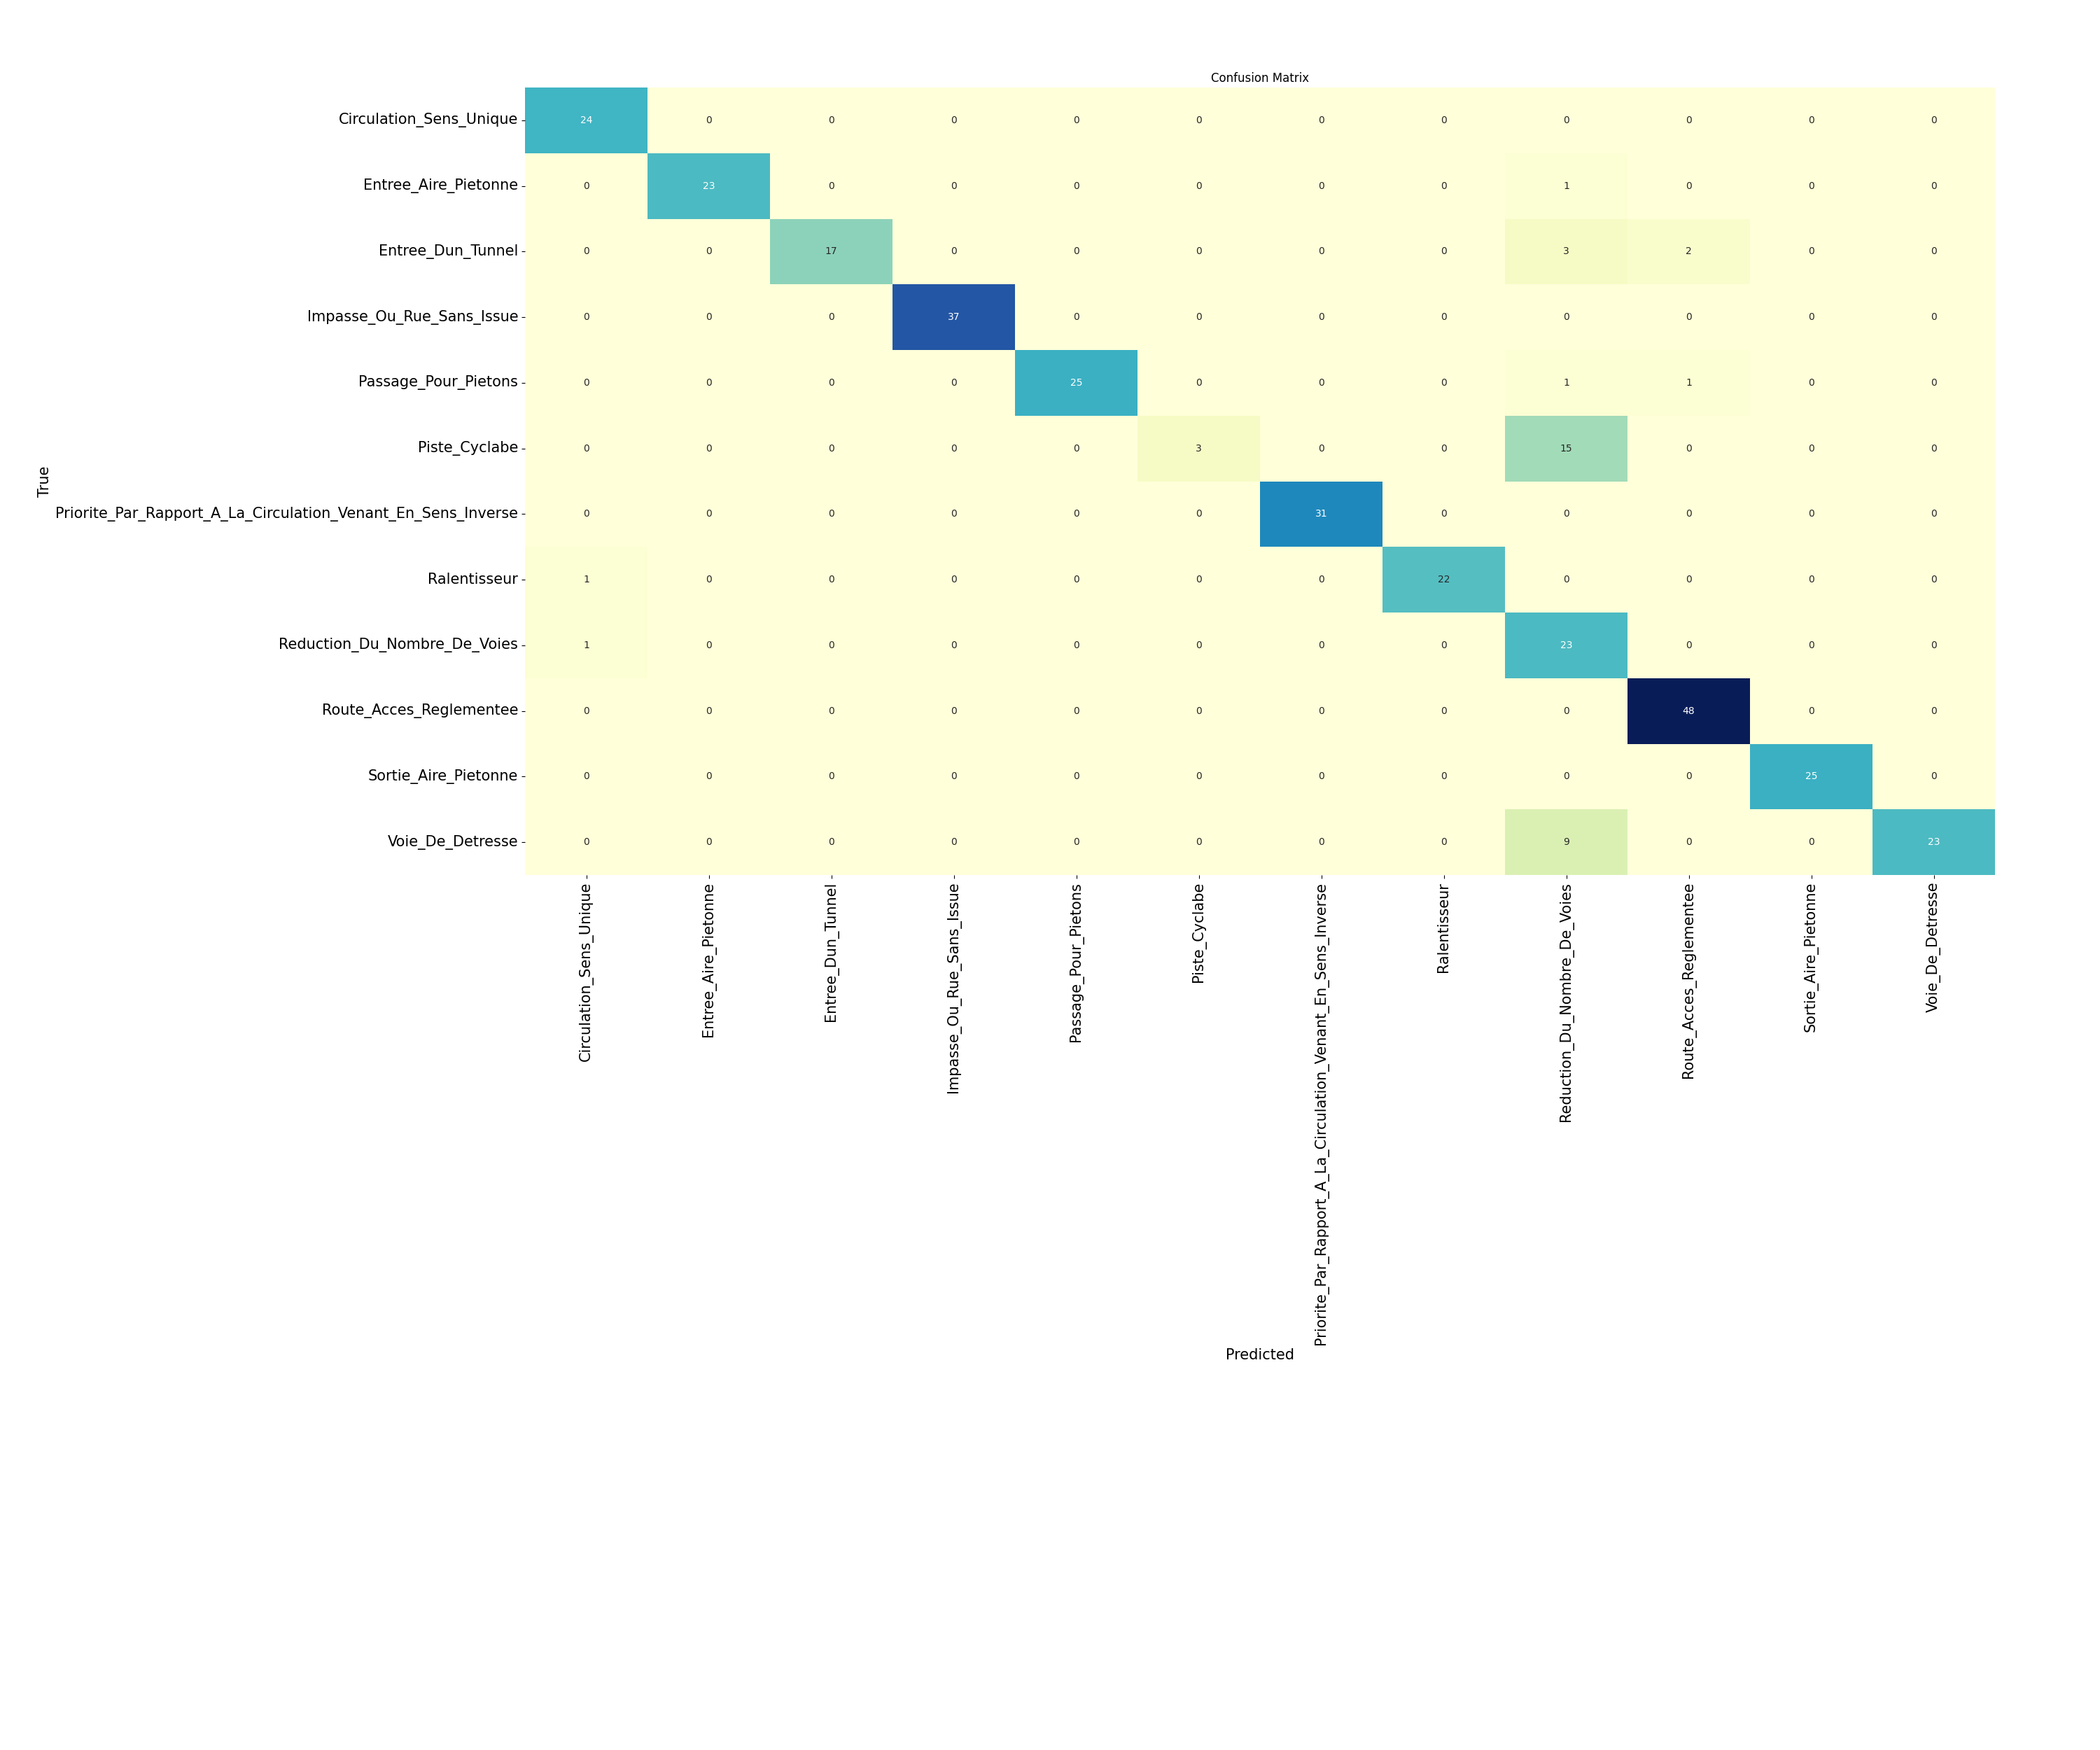 Confusion Matrix
Circulation_Sens_Unique 24 0 0 0 0 0 0 0 0 0 0 0
Entree_Aire_Pietonne 0 23 0 0 0 0 0 0 1 0 0 0
Entree_Dun_Tunnel 0 0 17 0 0 0 0 0 3 2 0 0
Impasse_Ou_Rue_Sans_Issue 0 0 0 37 0 0 0 0 0 0 0 0
Passage_Pour_Pietons 0 0 0 0 25 0 0 0 1 1 0 0
Piste_Cyclabe 0 0 0 0 0 3 0 0 15 0 0 0
True
Priorite_Par_Rapport_A_La_Circulation_Venant_En_Sens_Inverse 0 0 0 0 0 0 31 0 0 0 0 0
Ralentisseur 1 0 0 0 0 0 0 22 0 0 0 0
Reduction_Du_Nombre_De_Voies 1 0 0 0 0 0 0 0 23 0 0 0
Route_Acces_Reglementee 0 0 0 0 0 0 0 0 0 48 0 0
Sortie_Aire_Pietonne 0 0 0 0 0 0 0 0 0 0 25 0
Voie_De_Detresse 0 0 0 0 0 0 0 0 9 0 0 23
Circulation_Sens_Unique
Entree_Aire_Pietonne
Entree_Dun_Tunnel
Impasse_Ou_Rue_Sans_Issue
Passage_Pour_Pietons
Piste_Cyclabe
Priorite_Par_Rapport_A_La_Circulation_Venant_En_Sens_Inverse
Ralentisseur
Reduction_Du_Nombre_De_Voies
Route_Acces_Reglementee
Sortie_Aire_Pietonne
Voie_De_Detresse
Predicted